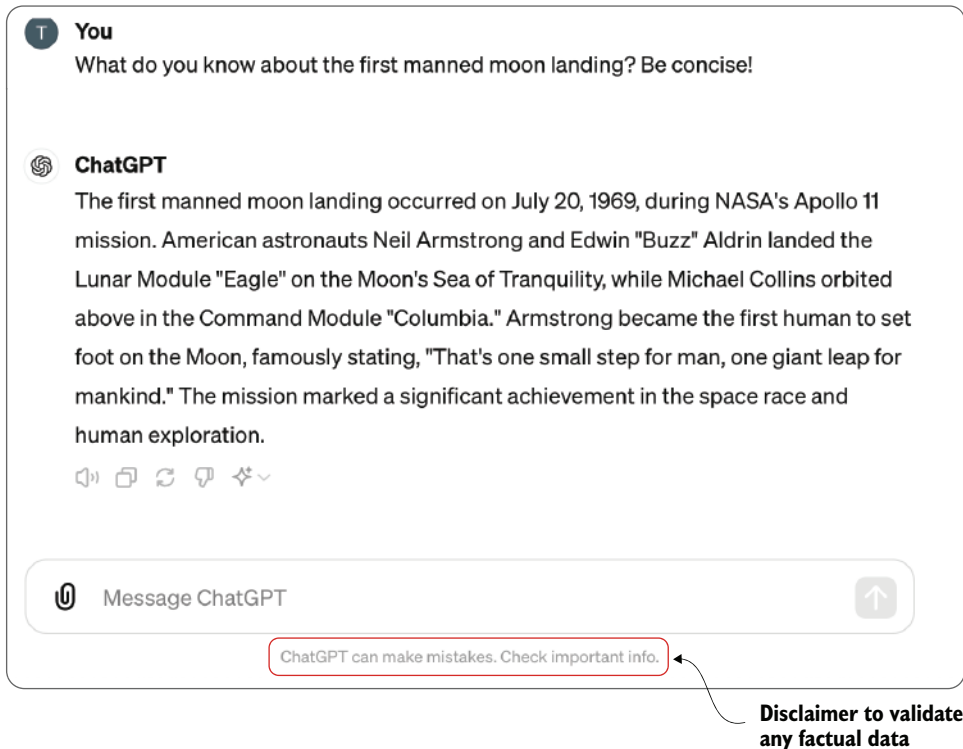 T
You
What do you know about the first manned moon landing? Be concise!
ChatGPT
The first manned moon landing occurred on July 20, 1969, during NASA's Apollo 11
mission. American astronauts Neil Armstrong and Edwin "Buzz" Aldrin landed the
Lunar Module "Eagle" on the Moon's Sea of Tranquility, while Michael Collins orbited
above in the Command Module "Columbia." Armstrong became the first human to set
foot on the Moon, famously stating, "That's one small step for man, one giant leap for
mankind." The mission marked a significant achievement in the space race and
human exploration.
Message ChatGPT
ChatGPT can make mistakes. Check important info.
Disclaimer to validate
any factual data